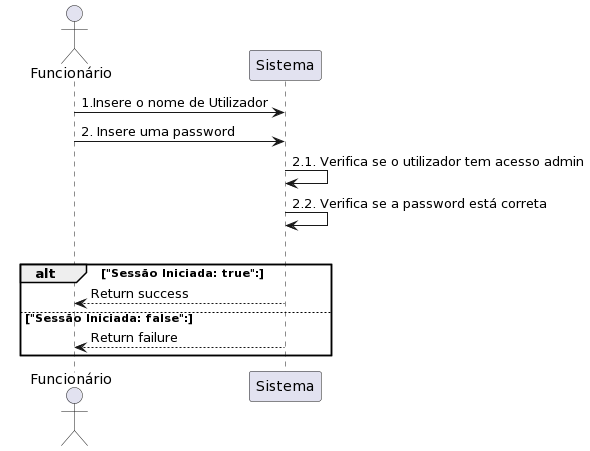 Funcionário
Sistema
1.Insere o nome de Utilizador
2. Insere uma password
2.1. Verifica se o utilizador tem acesso admin
2.2. Verifica se a password está correta
alt ["Sessão Iniciada: true":]
Return success
["Sessão Iniciada: false":]
Return failure
Funcionário
Sistema